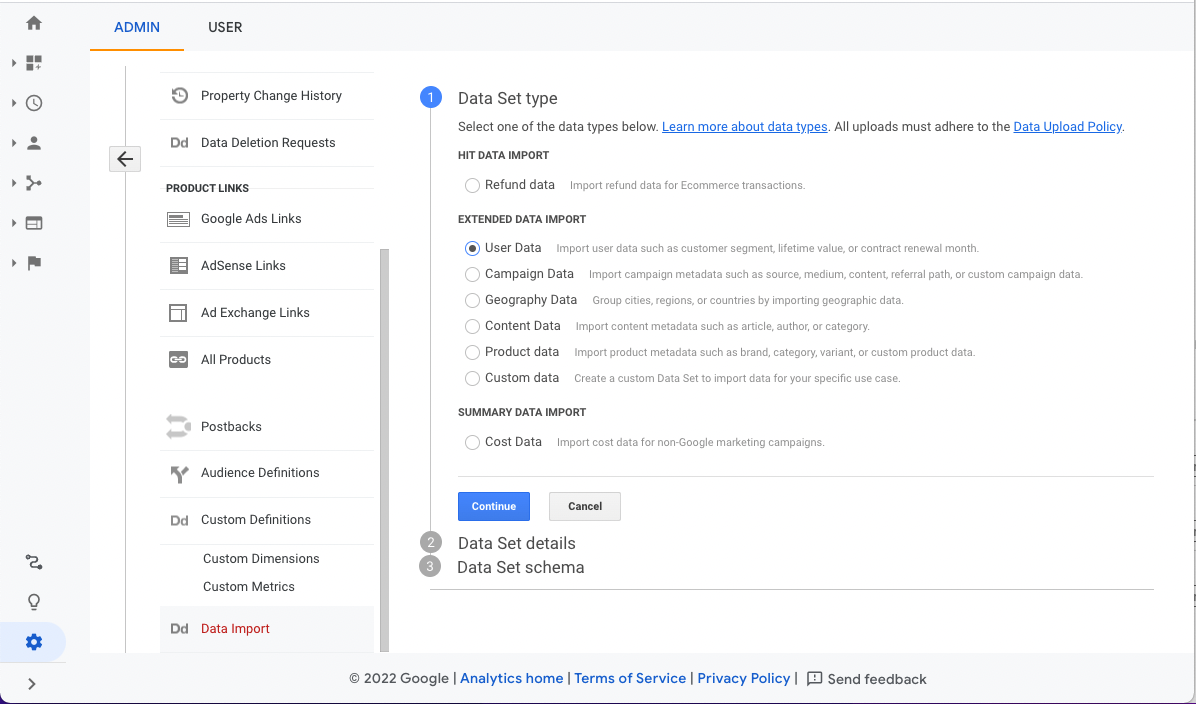 ADMIN USER
Property Change History
Dd Data Deletion Requests
PRODUCT LINKS
Google Ads Links
AdSense Links
Ad Exchange Links
All Products
Postbacks
Audience Definitions
Dd Custom Definitions
Custom Dimensions
Custom Metrics
Dd Data Import
1 Data Set type
Select one of the data types below. Learn more about data types. All uploads must adhere to the Data Upload Policy.
HIT DATA IMPORT
Refund data Import refund data for Ecommerce transactions.
EXTENDED DATA IMPORT
User Data Import user data such as customer segment, lifetime value, or contract renewal month.
Campaign Data Import campaign metadata such as source, medium, content, referral path, or custom campaign data.
Geography Data Group cities, regions, or countries by importing geographic data.
Content Data Import content metadata such as article, author, or category.
Product data Import product metadata such as brand, category, variant, or custom product data.
Custom data Create a custom Data Set to import data for your specific use case.
SUMMARY DATA IMPORT
Cost Data Import cost data for non-Google marketing campaigns.
Continue Cancel
2 Data Set details
3 Data Set schema
© 2022 Google | Analytics home | Terms of Service | Privacy Policy | Send feedback